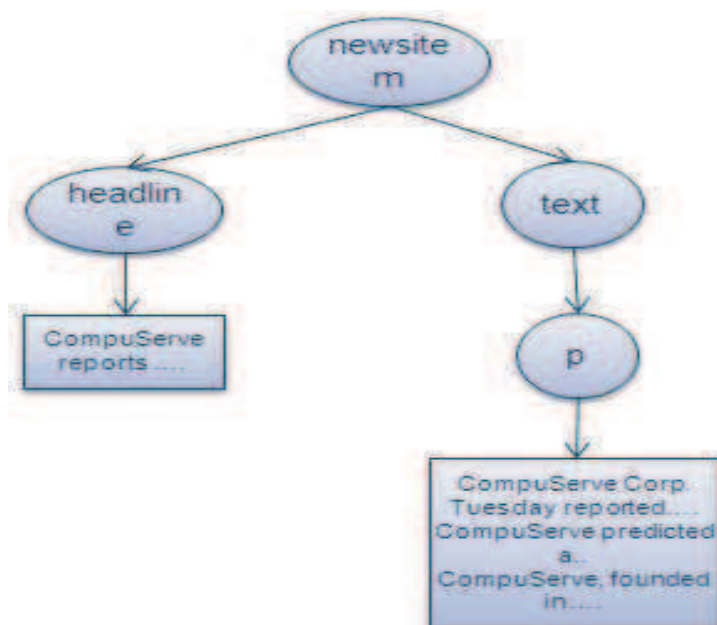 newsite
m
headlin
e
text
CompuServe
reports ....
p
CompuServe Corp.
Tuesday reported....
CompuServe predicted
a..
CompuServe, founded
in....